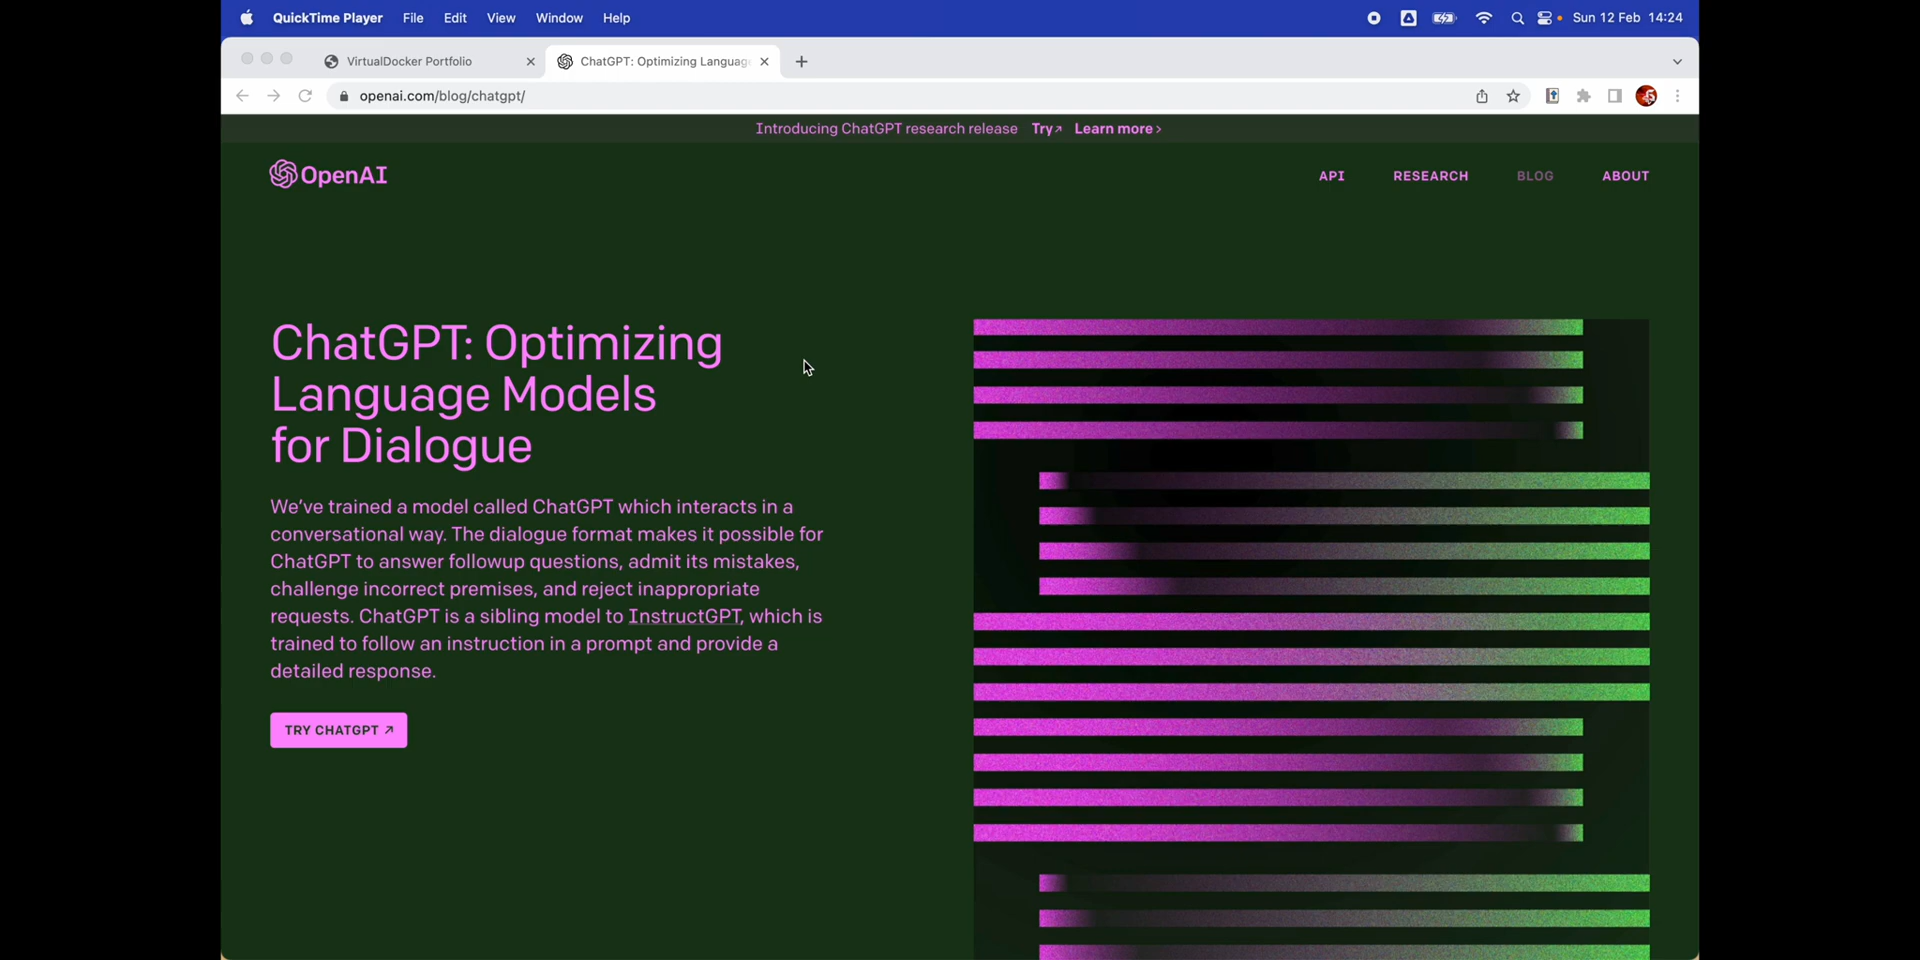 QuickTime Player File Edit View Window Help Sun 12 Feb 14:24
VirtualDocker Portfolio ChatGPT: Optimizing Language
openai.com/blog/chatgpt/
Introducing ChatGPT research release Try↗ Learn more›
OpenAI API RESEARCH BLOG ABOUT
ChatGPT: Optimizing
Language Models
for Dialogue
We’ve trained a model called ChatGPT which interacts in a
conversational way. The dialogue format makes it possible for
ChatGPT to answer followup questions, admit its mistakes,
challenge incorrect premises, and reject inappropriate
requests. ChatGPT is a sibling model to InstructGPT, which is
trained to follow an instruction in a prompt and provide a
detailed response.
TRY CHATGPT ↗